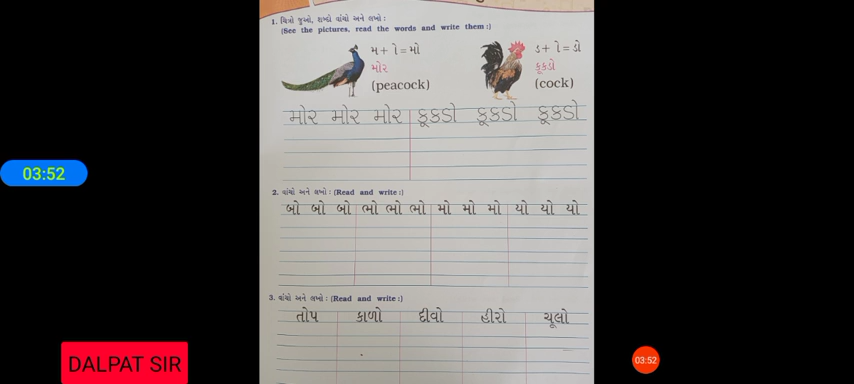 1. ચિત્રો જુઓ, શબ્દો વાંચો અને લખો :
(See the pictures, read the words and write them :)
મ + ો = મો
મોર
(peacock)
ડ + ો = ડો
કૂકડો
(cock)
મોર મોર મોર કૂકડો કૂકડો કૂકડો
03:52
2. વાંચો અને લખો : (Read and write :)
બો બો બો ભો ભો ભો મો મો મો યો યો યો
3. વાંચો અને લખો : (Read and write :)
તોપ કાળો દીવો હીરો ચૂલો
DALPAT SIR
03:52